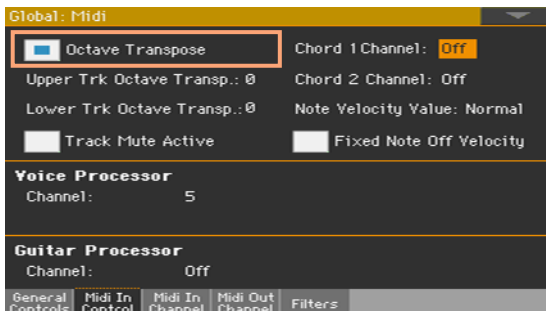 Global: Midi
Octave Transpose Chord 1 Channel: Off
Upper Trk Octave Transp.: 0 Chord 2 Channel: Off
Lower Trk Octave Transp.: 0 Note Velocity Value: Normal
Track Mute Active Fixed Note Off Velocity
Voice Processor
Channel: 5
Guitar Processor
Channel: Off
General Midi In Midi In Midi Out Filters
Controls Control Channel Channel